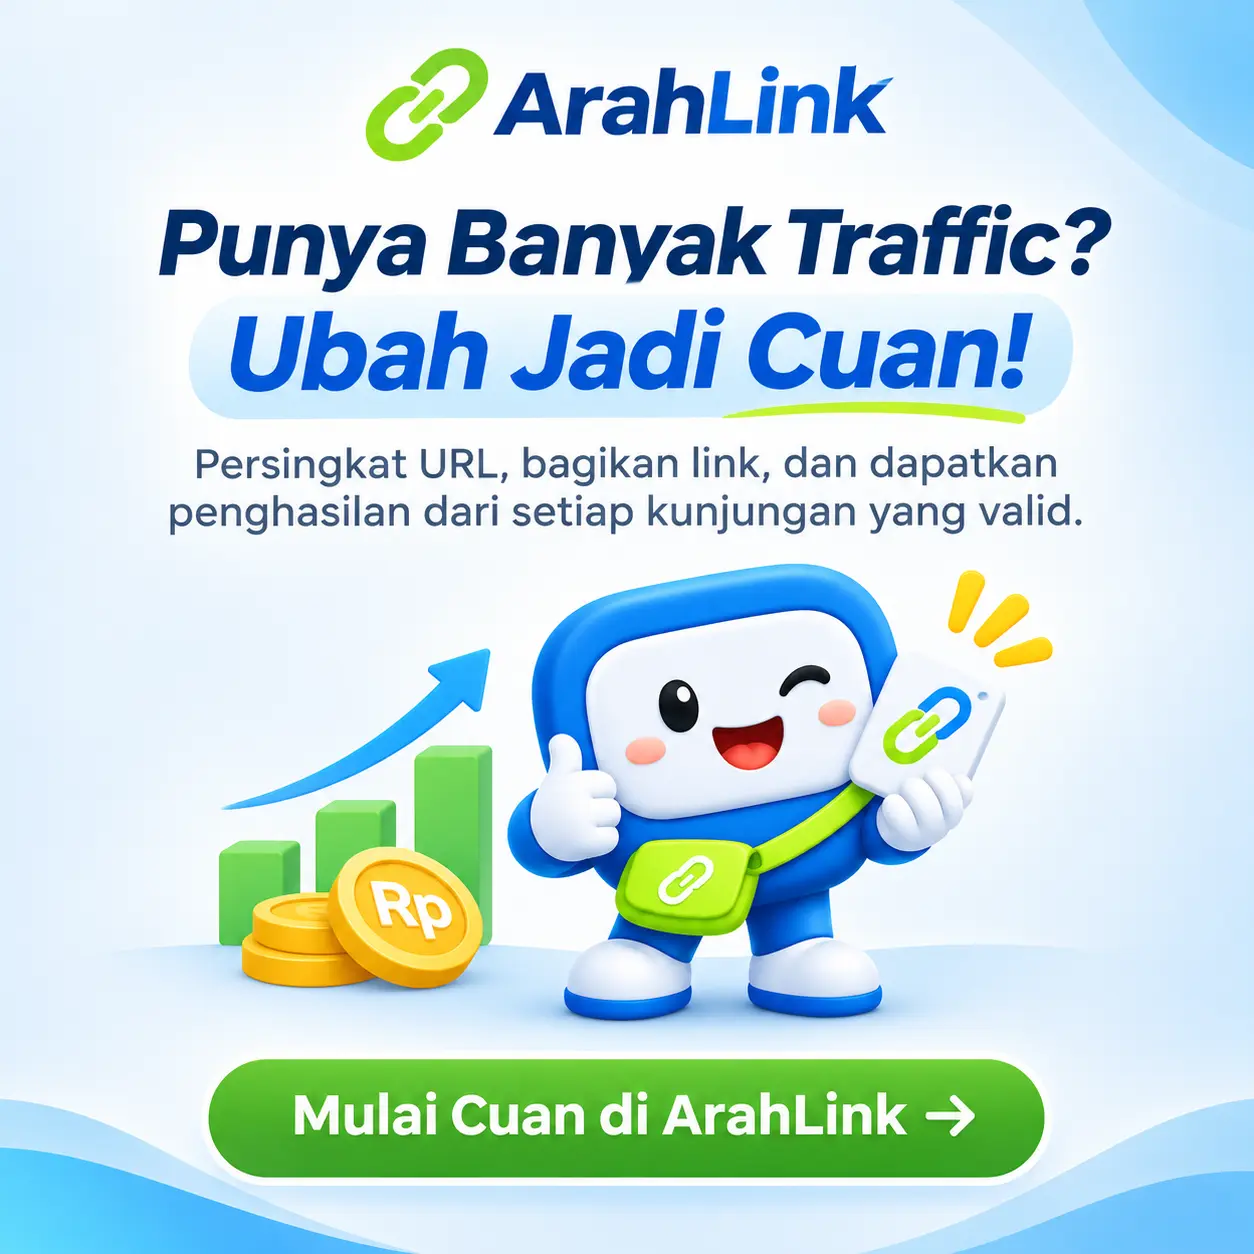 ArahLink
Punya Banyak Traffic?
Ubah Jadi Cuan!
Persingkat URL, bagikan link, dan dapatkan
penghasilan dari setiap kunjungan yang valid.
Rp
Mulai Cuan di ArahLink →